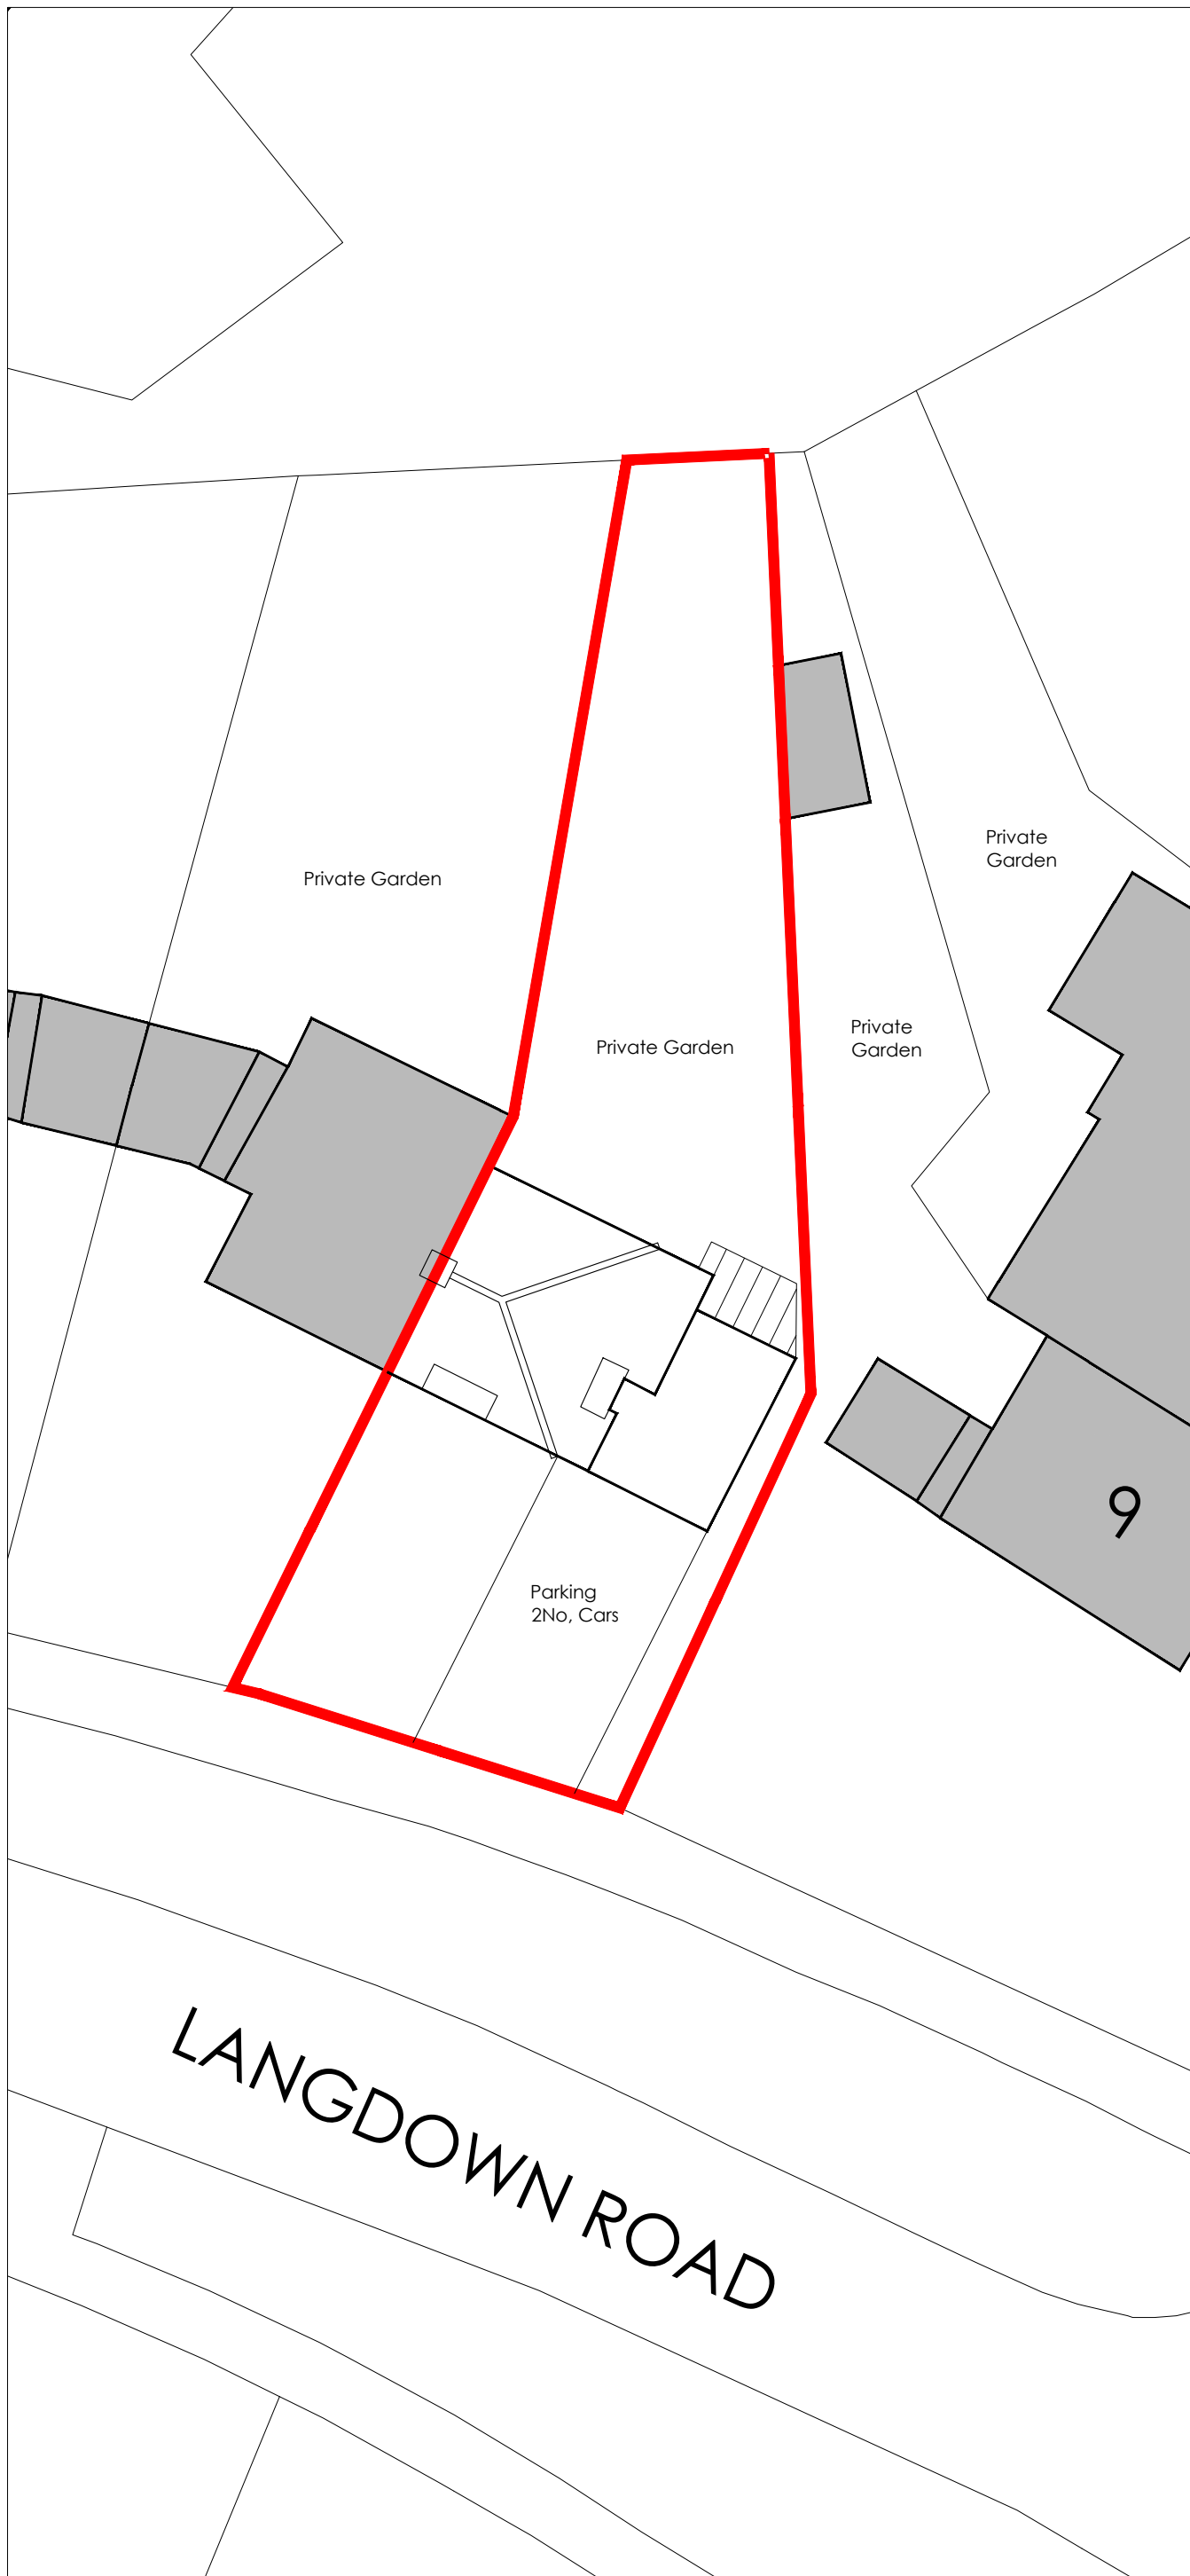 Private
Garden
Private Garden
Private
Garden
Private Garden
9
Parking
2No, Cars
LANGDOWN ROAD